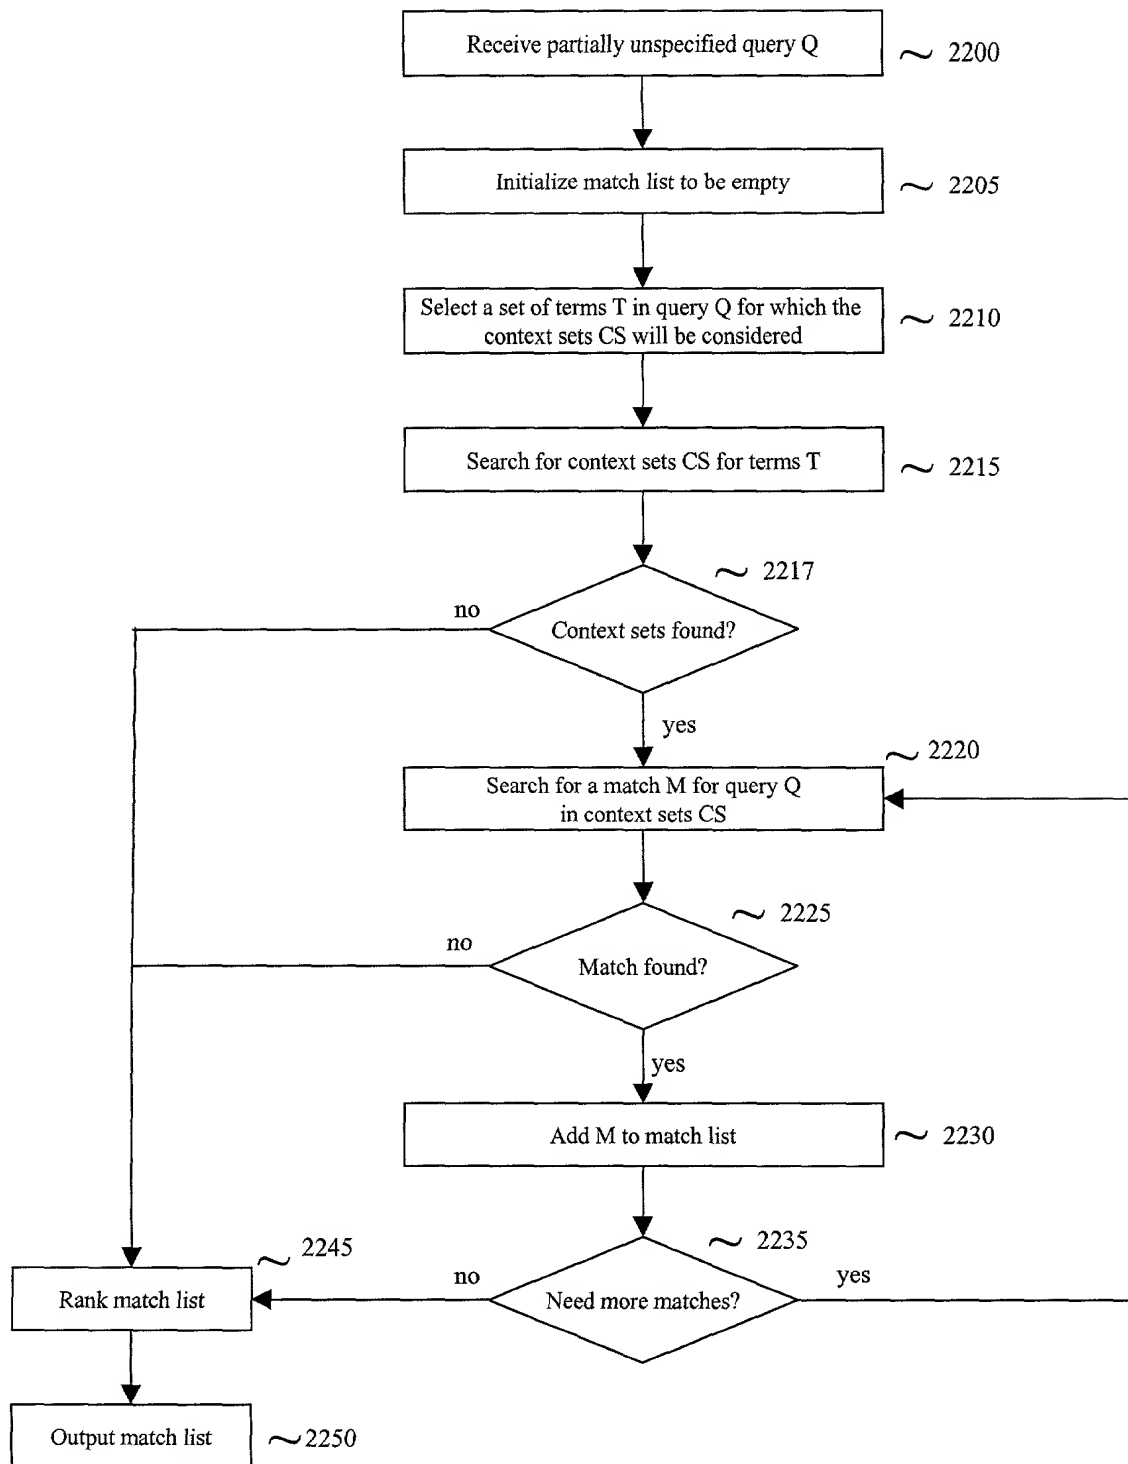 Receive partially unspecified query Q
2200
Initialize match list to be empty
2205
Select a set of terms T in query Q for which the
context sets CS will be considered
2210
Search for context sets CS for terms T
2215
2217
no
Context sets found?
yes
2220
Search for a match M for query Q
in context sets CS
2225
no
Match found?
yes
Add M to match list
2230
2235
2245
no
yes
Need more matches?
Rank match list
Output match list
2250